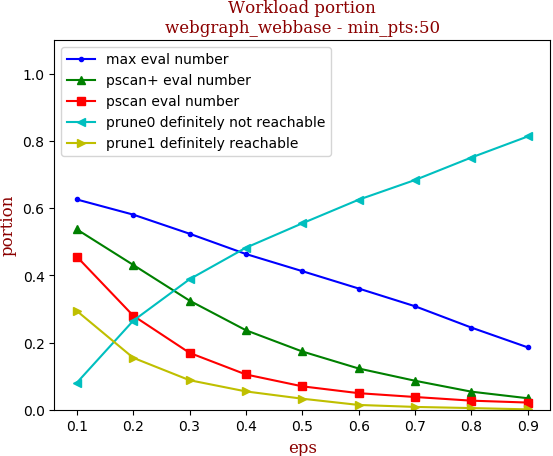 Workload portion
webgraph_webbase - min_pts:50
max eval number
pscan+ eval number
pscan eval number
prune0 definitely not reachable
prune1 definitely reachable
portion
1.0
0.8
0.6
0.4
0.2
0.0
0.1 0.2 0.3 0.4 0.5 0.6 0.7 0.8 0.9
eps